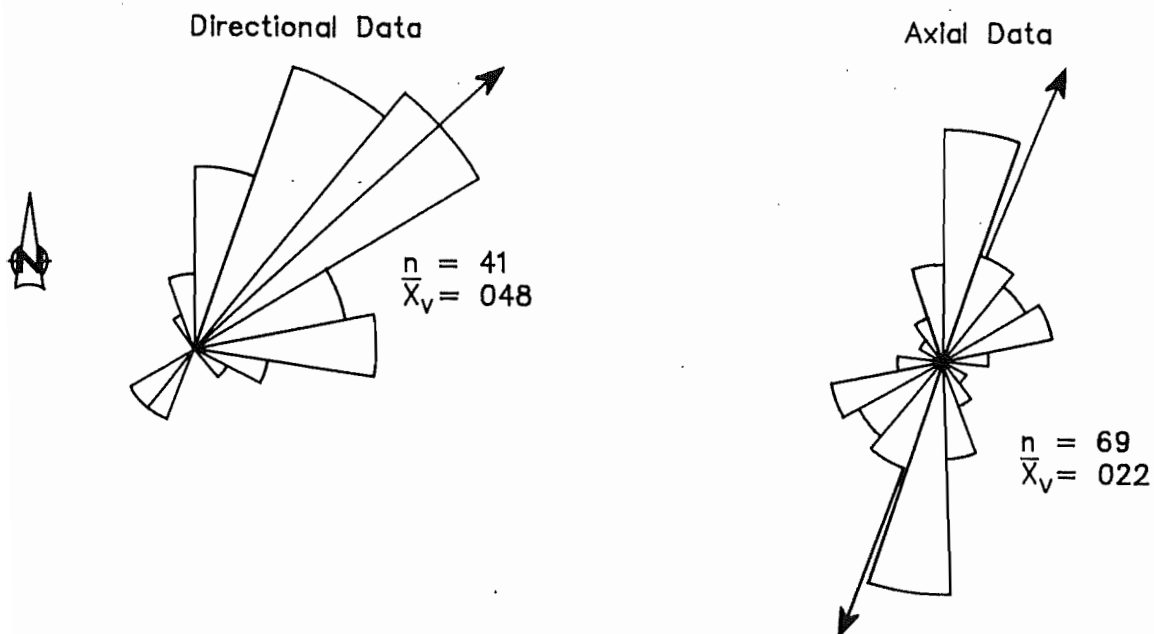 Directional Data
Axial Data
N
n = 41
X̅ᵥ = 048
n = 69
X̅ᵥ = 022